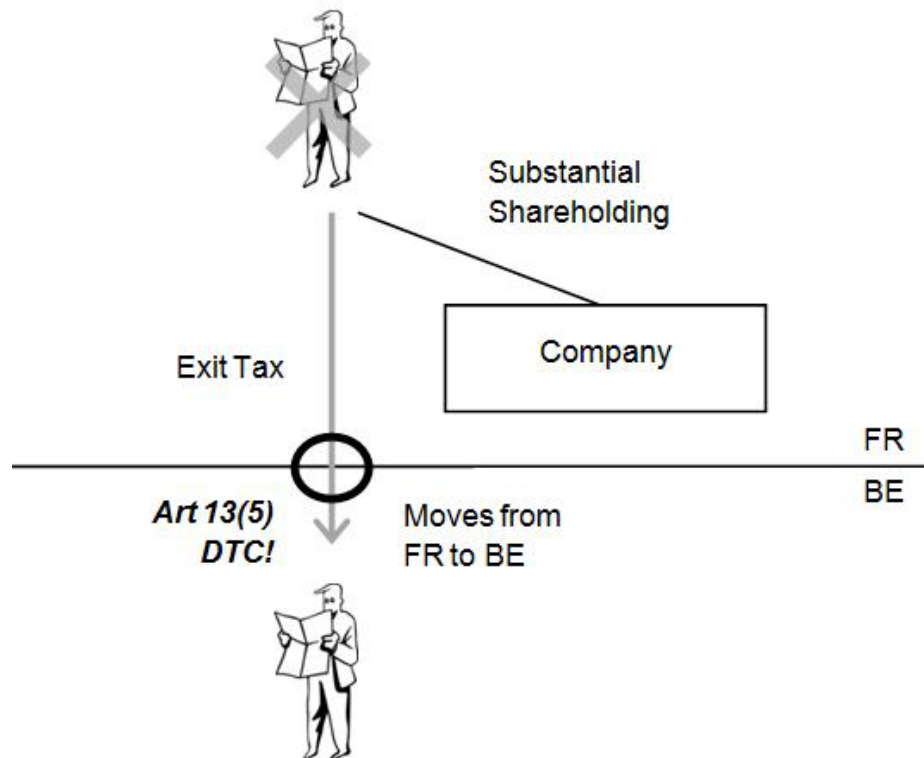 Substantial
Shareholding
Company
Exit Tax
FR
BE
Art 13(5)
DTC!
Moves from
FR to BE